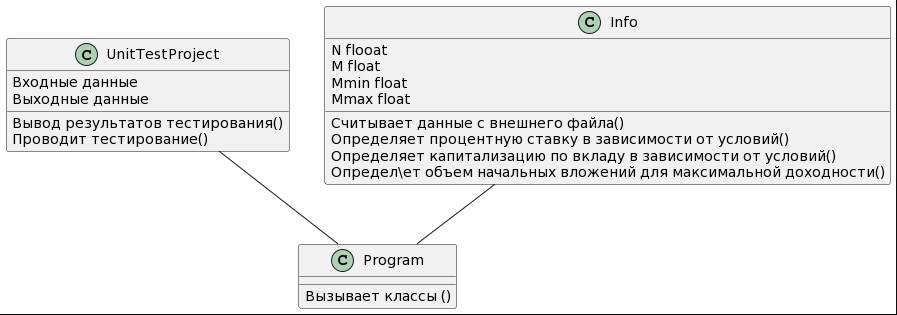 UnitTestProject
Входные данные
Выходные данные
Вывод результатов тестирования()
Проводит тестирование()
Info
N flooat
M float
Mmin float
Mmax float
Считывает данные с внешнего файла()
Определяет процентную ставку в зависимости от условий()
Определяет капитализацию по вкладу в зависимости от условий()
Определ\ет объем начальных вложений для максимальной доходности()
Program
Вызывает классы ()